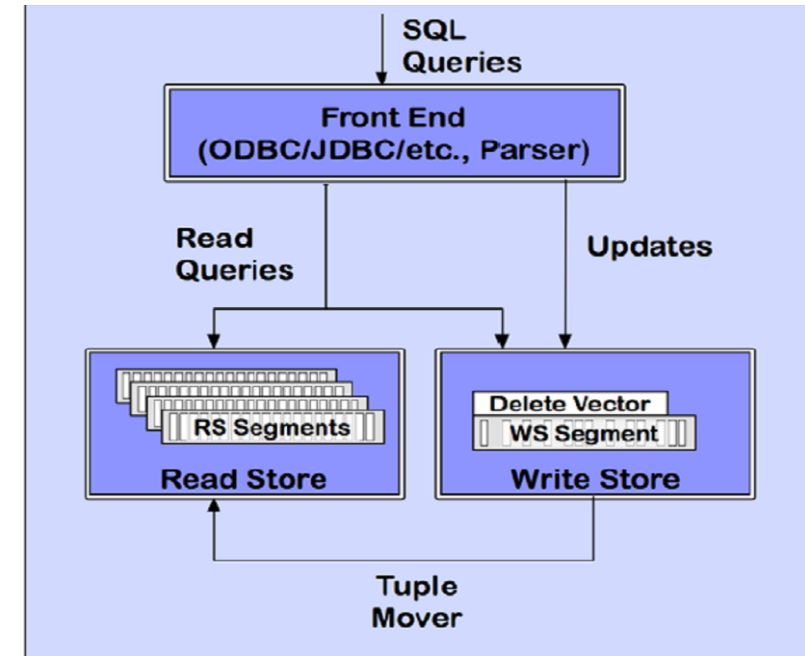 SQL
Queries
Front End
(ODBC/JDBC/etc., Parser)
Read
Queries
Updates
RS Segments
Read Store
Delete Vector
WS Segment
Write Store
Tuple
Mover